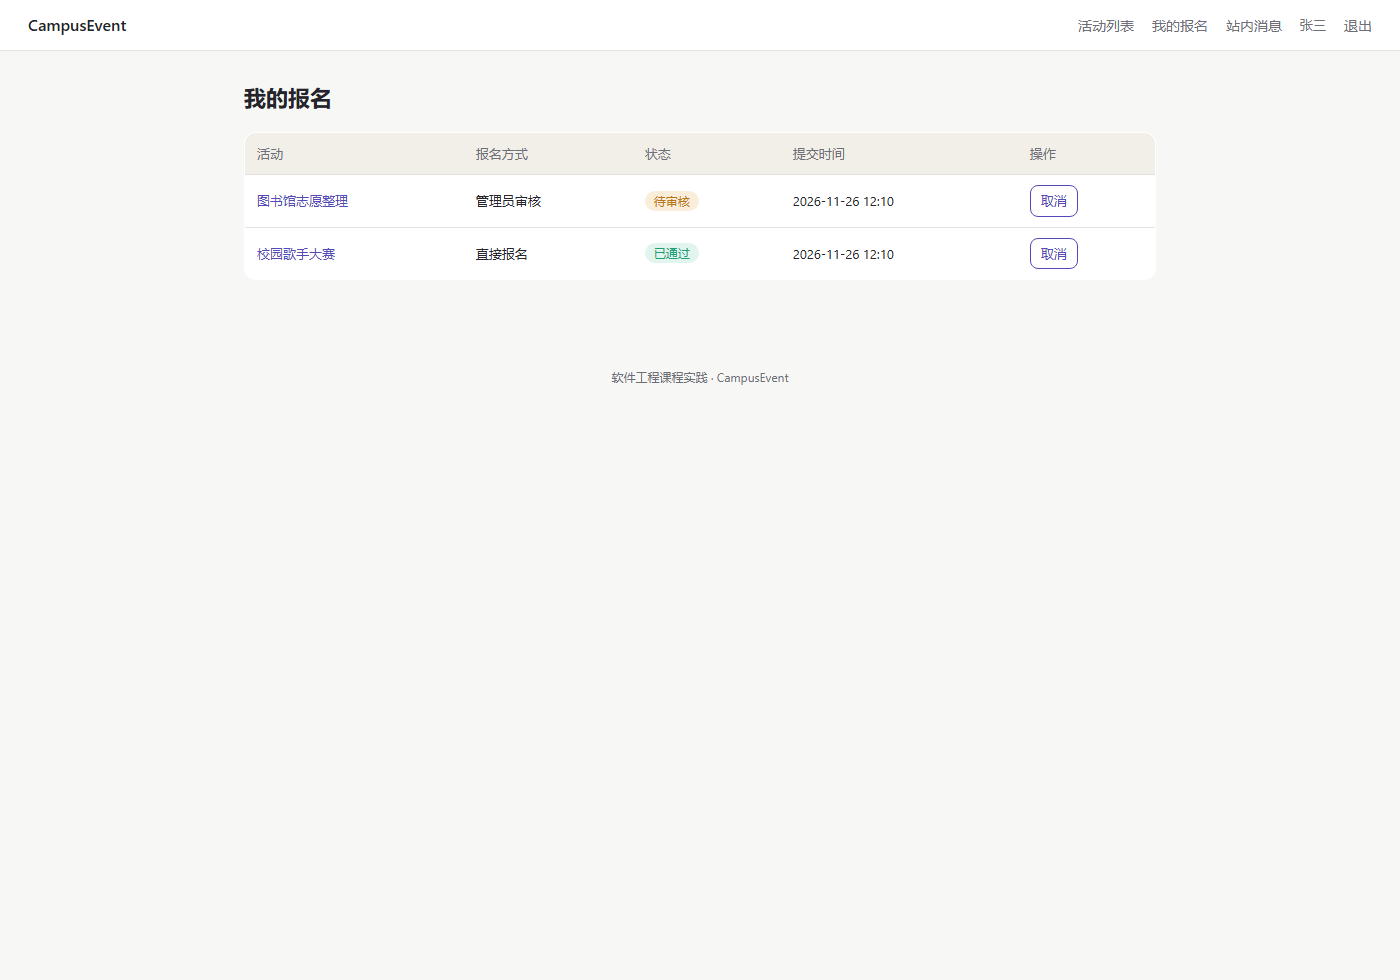 CampusEvent 活动列表 我的报名 站内消息 张三 退出
我的报名
活动 报名方式 状态 提交时间 操作
图书馆志愿整理 管理员审核 待审核 2026-11-26 12:10 取消
校园歌手大赛 直接报名 已通过 2026-11-26 12:10 取消
软件工程课程实践 · CampusEvent